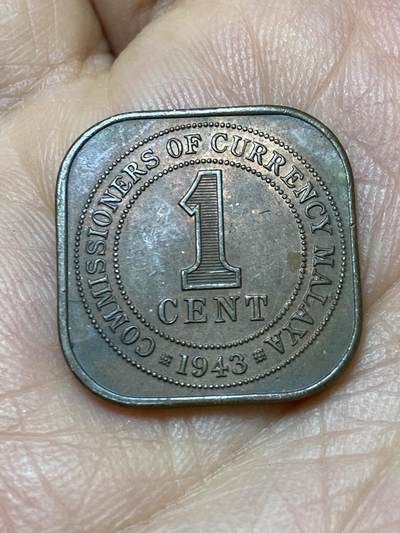 COMMISSIONERS OF CURRENCY MALAYA
1
CENT
1943